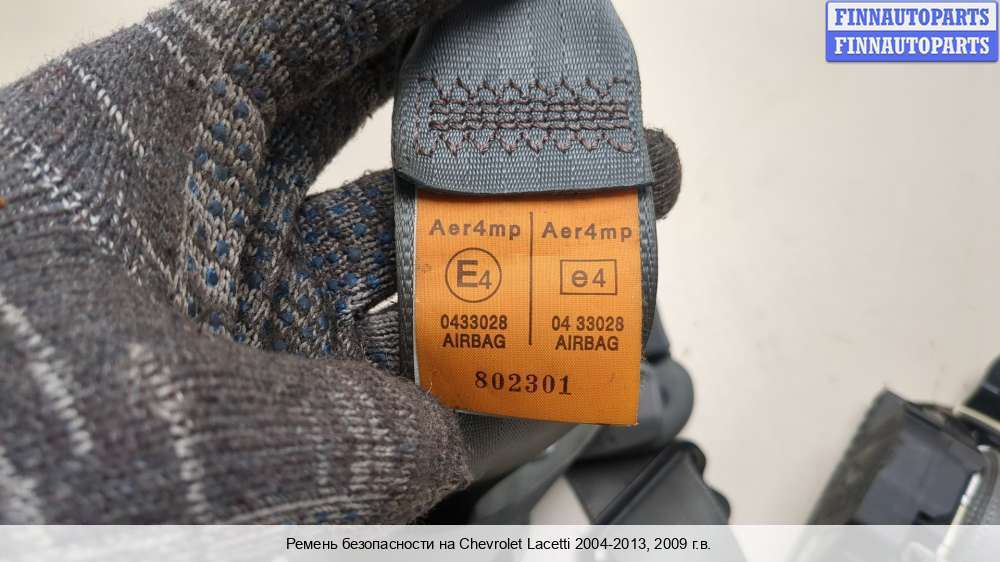 FINNAUTOPARTS
FINNAUTOPARTS
Aer4mp Aer4mp
E4 e4
0433028 04 33028
AIRBAG AIRBAG
802301
Ремень безопасности на Chevrolet Lacetti 2004-2013, 2009 г.в.